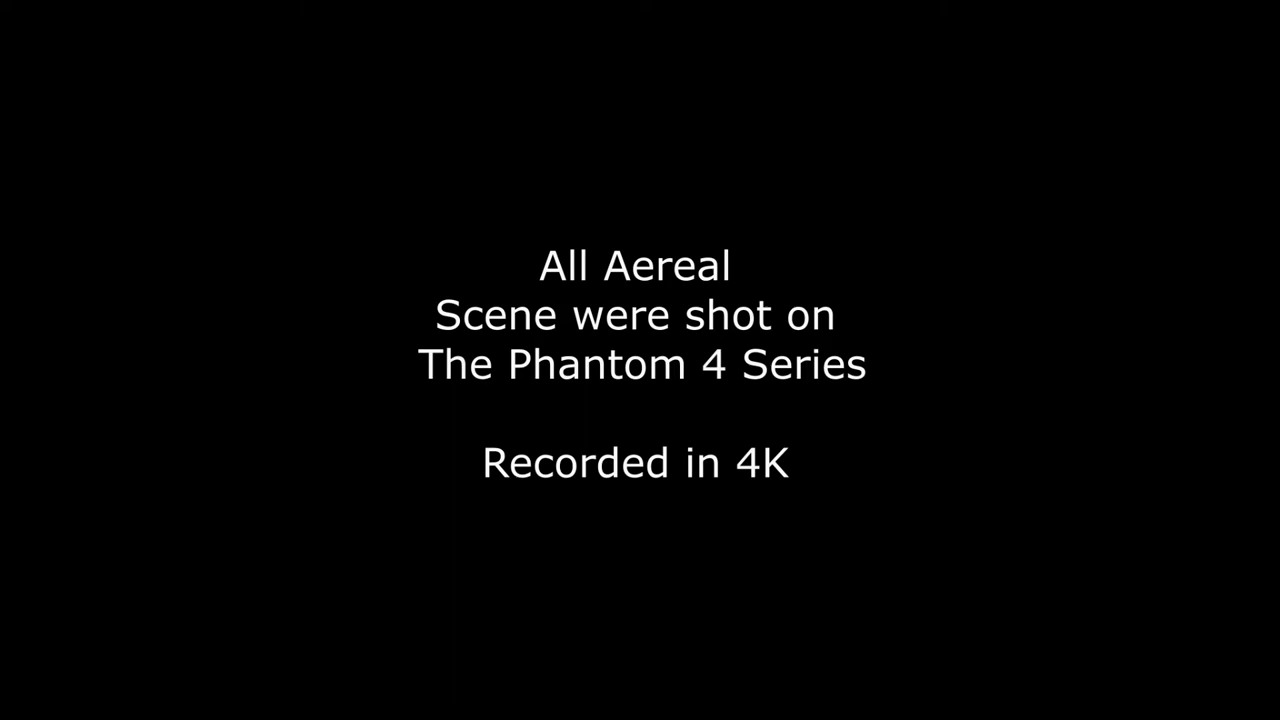 All Aereal
Scene were shot on
The Phantom 4 Series
Recorded in 4K